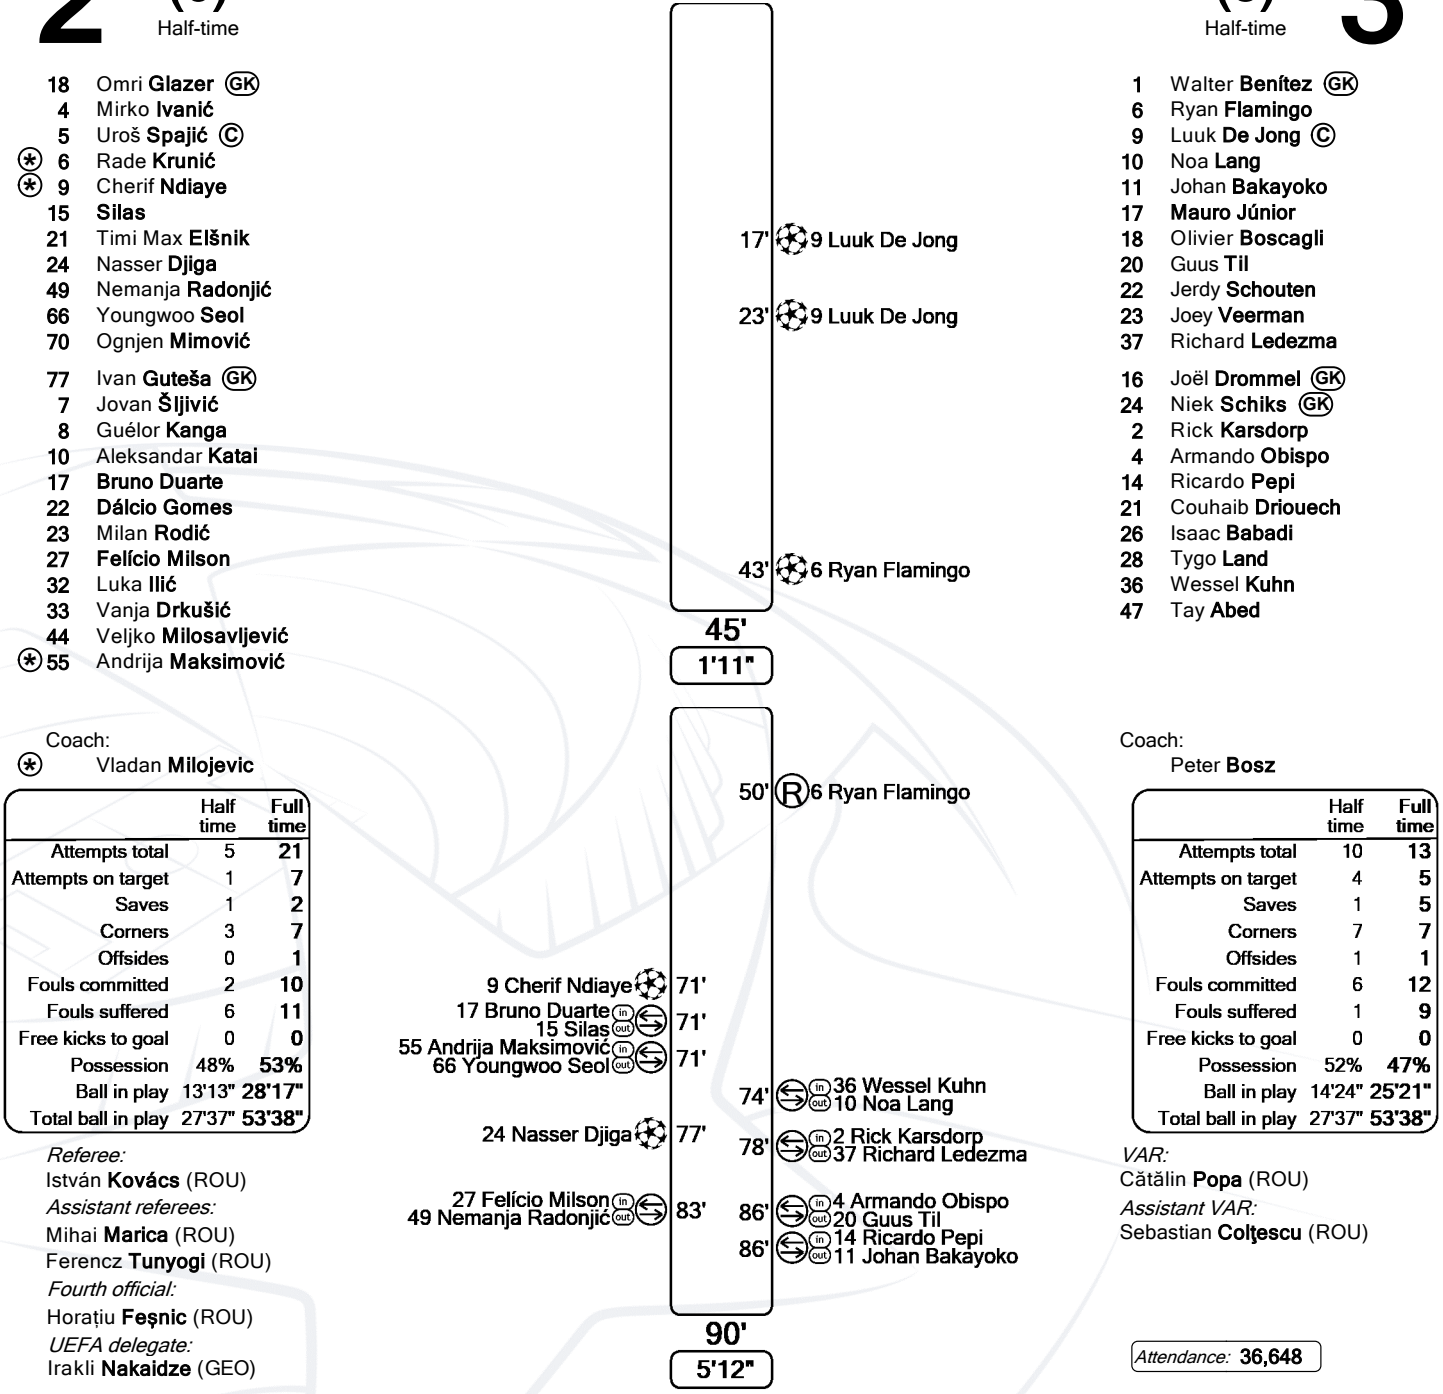 2 (0) Half-time
(3) Half-time 3
18 Omri Glazer GK
4 Mirko Ivanić
5 Uroš Spajić C
* 6 Rade Krunić
* 9 Cherif Ndiaye
15 Silas
21 Timi Max Elšnik
24 Nasser Djiga
49 Nemanja Radonjić
66 Youngwoo Seol
70 Ognjen Mimović
77 Ivan Guteša GK
7 Jovan Šljivić
8 Guélor Kanga
10 Aleksandar Katai
17 Bruno Duarte
22 Dálcio Gomes
23 Milan Rodić
27 Felício Milson
32 Luka Ilić
33 Vanja Drkušić
44 Veljko Milosavljević
* 55 Andrija Maksimović
Coach:
* Vladan Milojevic
Half time Full time
Attempts total 5 21
Attempts on target 1 7
Saves 1 2
Corners 3 7
Offsides 0 1
Fouls committed 2 10
Fouls suffered 6 11
Free kicks to goal 0 0
Possession 48% 53%
Ball in play 13'13" 28'17"
Total ball in play 27'37" 53'38"
Referee:
István Kovács (ROU)
Assistant referees:
Mihai Marica (ROU)
Ferencz Tunyogi (ROU)
Fourth official:
Horațiu Feșnic (ROU)
UEFA delegate:
Irakli Nakaidze (GEO)
17' 9 Luuk De Jong
23' 9 Luuk De Jong
43' 6 Ryan Flamingo
45'
1'11"
50' R 6 Ryan Flamingo
9 Cherif Ndiaye 71'
17 Bruno Duarte in
15 Silas out 71'
55 Andrija Maksimović in
66 Youngwoo Seol out 71'
74' in 36 Wessel Kuhn
out 10 Noa Lang
24 Nasser Djiga 77'
78' in 2 Rick Karsdorp
out 37 Richard Ledezma
27 Felício Milson in
49 Nemanja Radonjić out 83'
86' in 4 Armando Obispo
out 20 Guus Til
86' in 14 Ricardo Pepi
out 11 Johan Bakayoko
90'
5'12"
1 Walter Benítez GK
6 Ryan Flamingo
9 Luuk De Jong C
10 Noa Lang
11 Johan Bakayoko
17 Mauro Júnior
18 Olivier Boscagli
20 Guus Til
22 Jerdy Schouten
23 Joey Veerman
37 Richard Ledezma
16 Joël Drommel GK
24 Niek Schiks GK
2 Rick Karsdorp
4 Armando Obispo
14 Ricardo Pepi
21 Couhaib Driouech
26 Isaac Babadi
28 Tygo Land
36 Wessel Kuhn
47 Tay Abed
Coach:
Peter Bosz
Half time Full time
Attempts total 10 13
Attempts on target 4 5
Saves 1 5
Corners 7 7
Offsides 1 1
Fouls committed 6 12
Fouls suffered 1 9
Free kicks to goal 0 0
Possession 52% 47%
Ball in play 14'24" 25'21"
Total ball in play 27'37" 53'38"
VAR:
Cătălin Popa (ROU)
Assistant VAR:
Sebastian Colţescu (ROU)
Attendance: 36,648